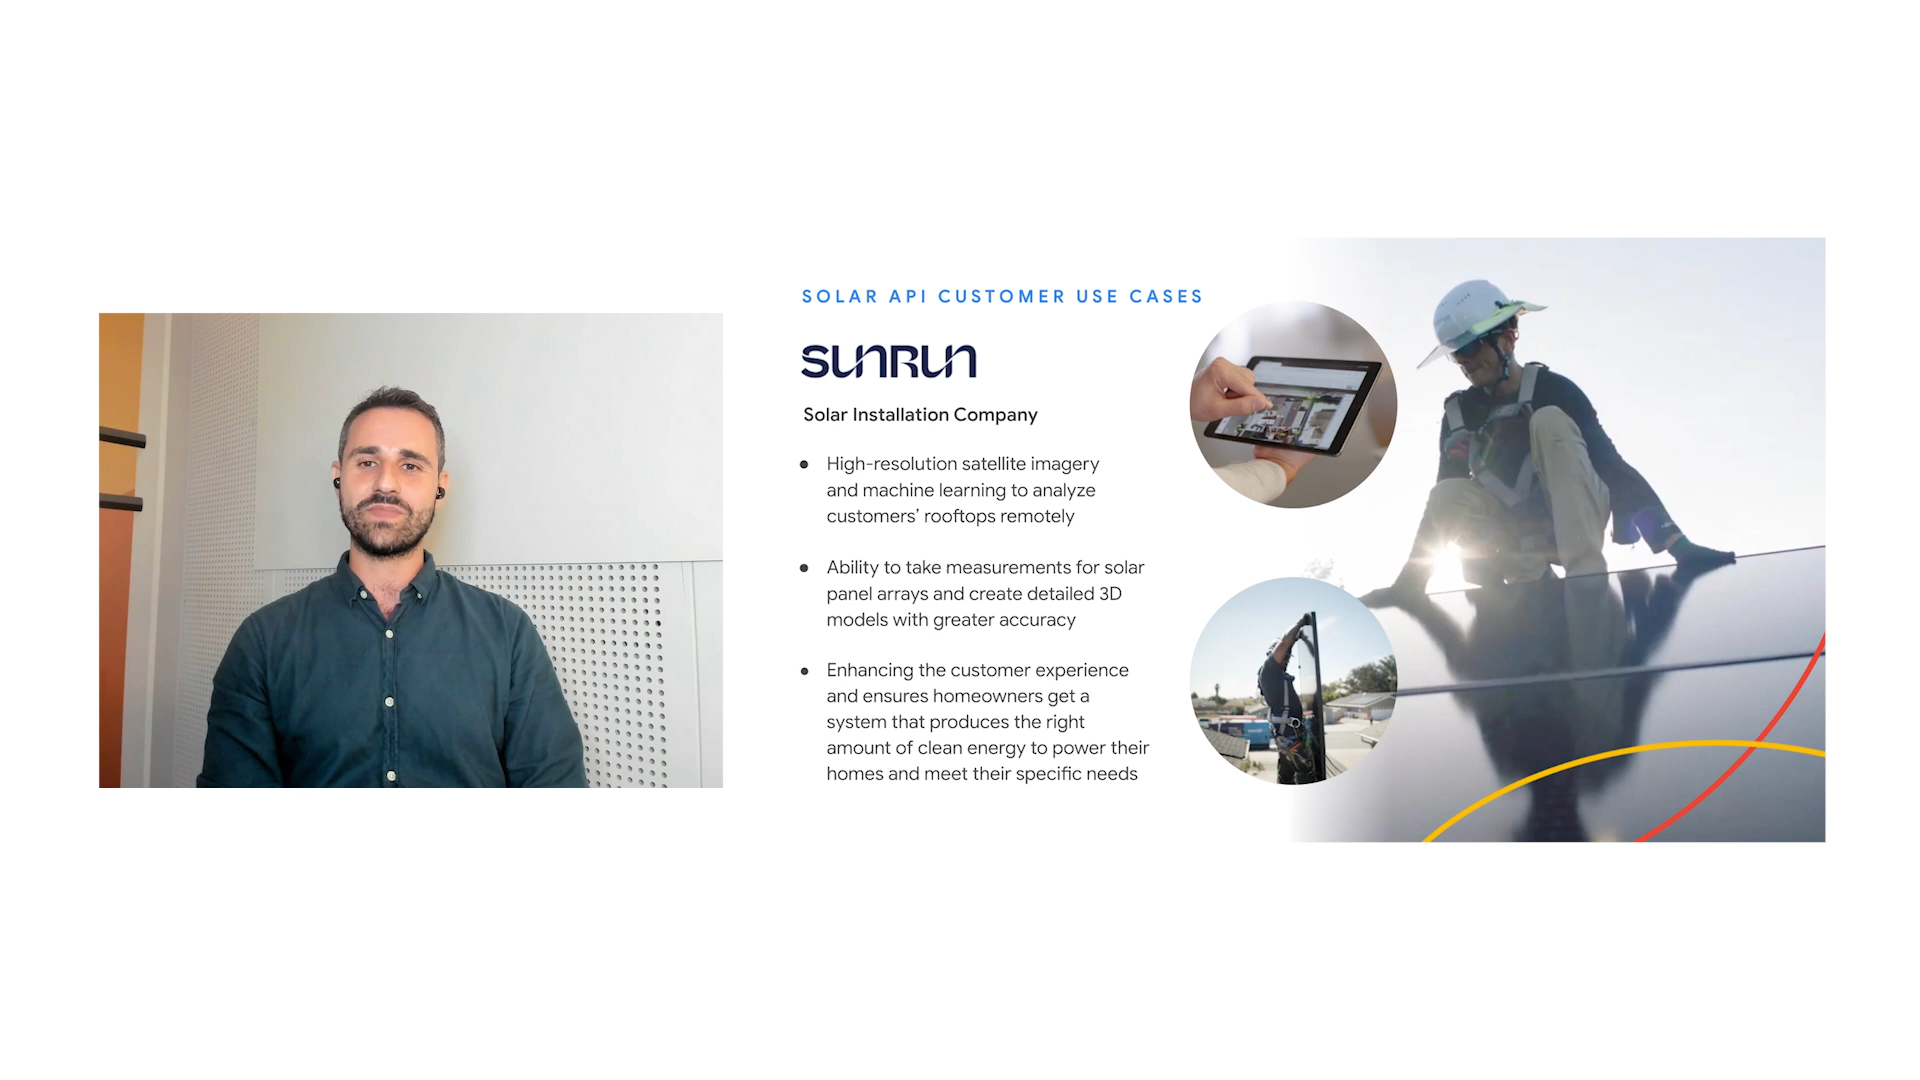 SOLAR API CUSTOMER USE CASES
SUNRUN
Solar Installation Company
● High-resolution satellite imagery
and machine learning to analyze
customers’ rooftops remotely
● Ability to take measurements for solar
panel arrays and create detailed 3D
models with greater accuracy
● Enhancing the customer experience
and ensures homeowners get a
system that produces the right
amount of clean energy to power their
homes and meet their specific needs